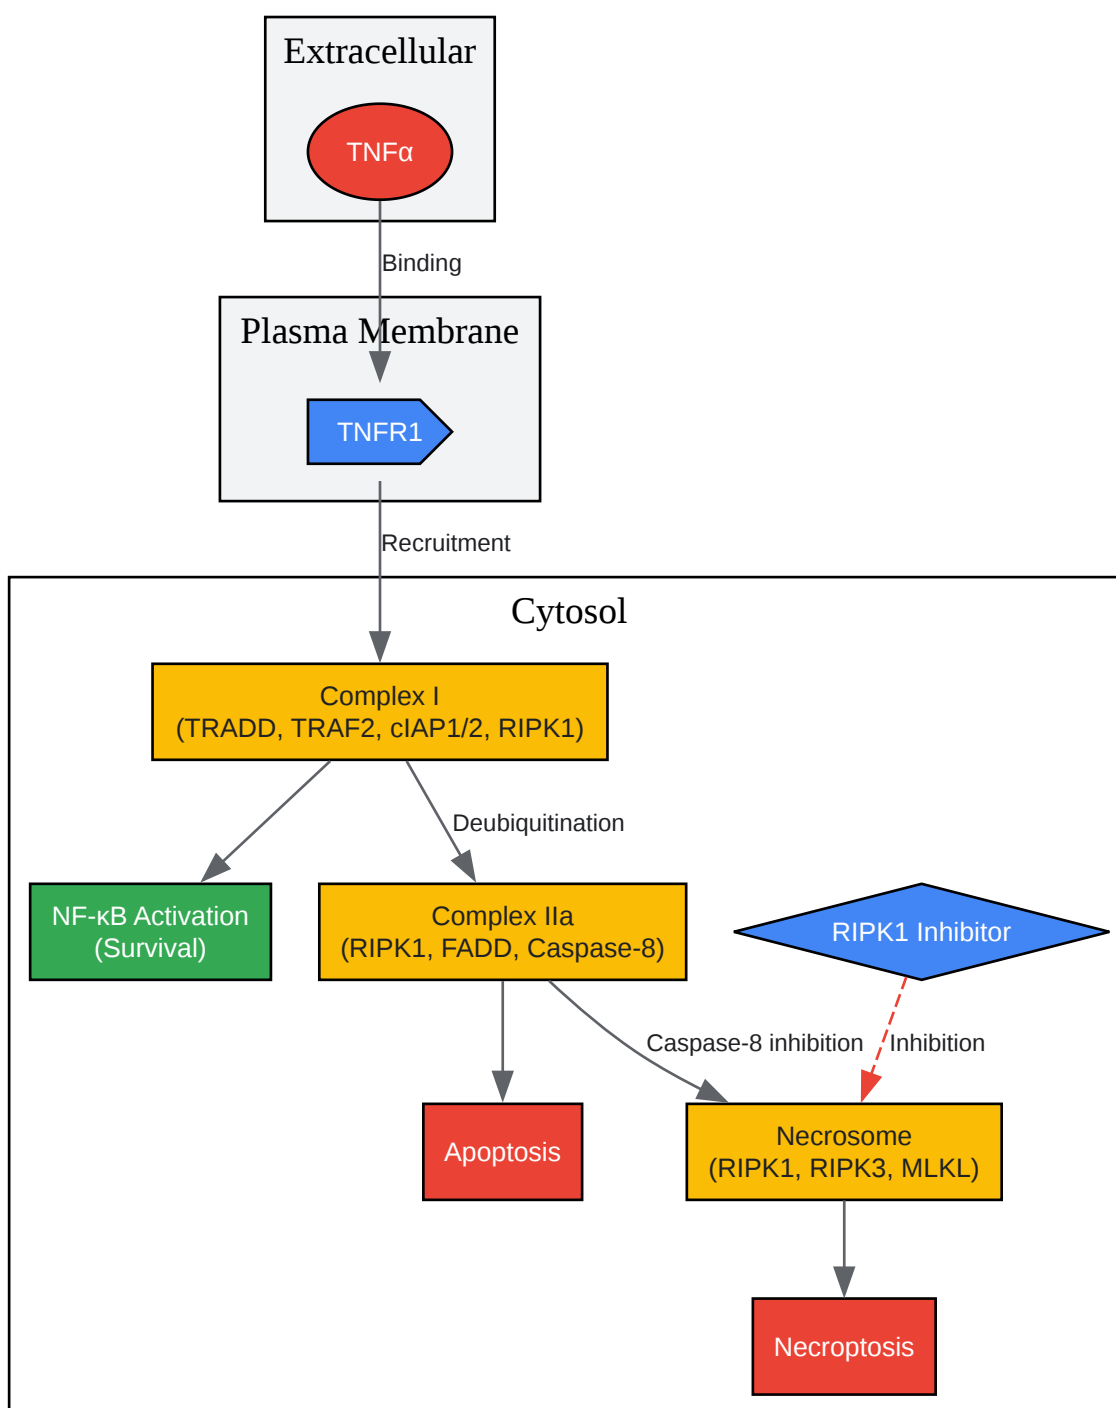 Extracellular
TNFα
Binding
Plasma Membrane
TNFR1
Recruitment
Cytosol
Complex I
(TRADD, TRAF2, cIAP1/2, RIPK1)
Deubiquitination
NF-κB Activation
(Survival)
Complex IIa
(RIPK1, FADD, Caspase-8)
RIPK1 Inhibitor
Caspase-8 inhibition
Inhibition
Apoptosis
Necrosome
(RIPK1, RIPK3, MLKL)
Necroptosis